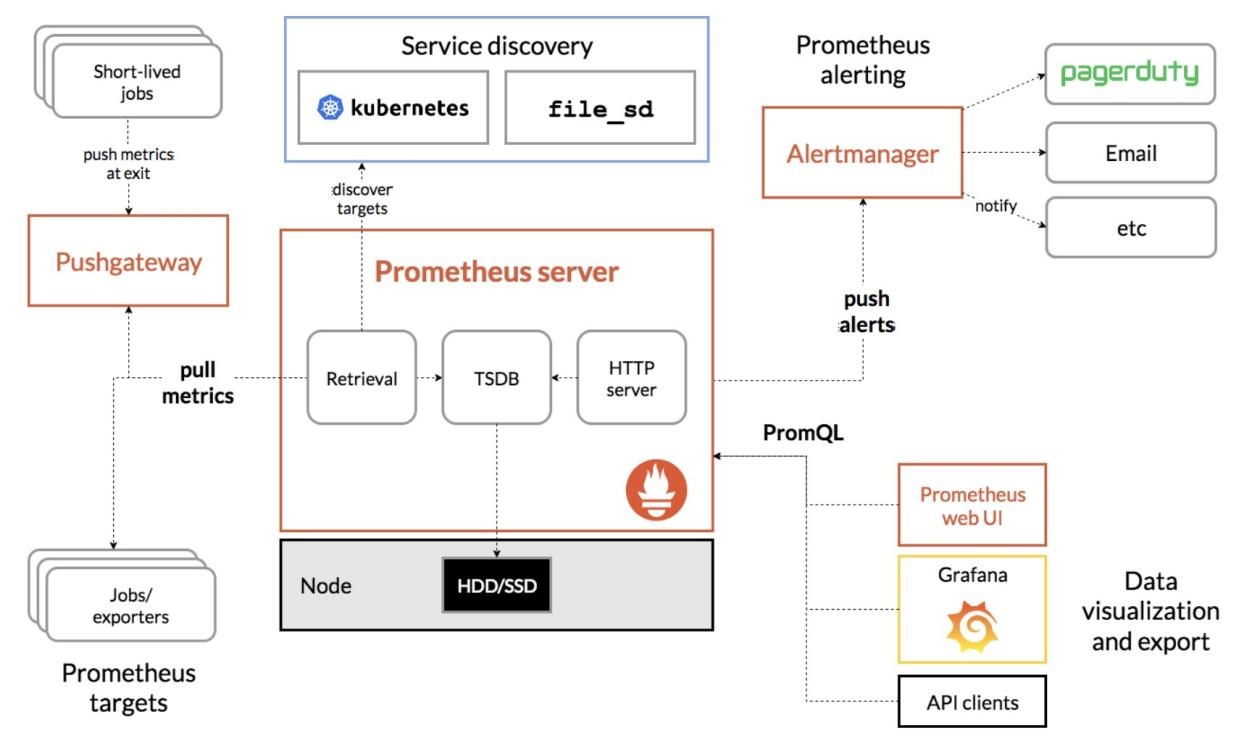 Short-lived
jobs
push metrics
at exit
Pushgateway
pull
metrics
Jobs/
exporters
Prometheus
targets
Service discovery
kubernetes
file_sd
discover
targets
Prometheus server
Retrieval
TSDB
HTTP
server
Node
HDD/SSD
Prometheus
alerting
Alertmanager
pagerduty
Email
notify
etc
push
alerts
PromQL
Prometheus
web UI
Grafana
API clients
Data
visualization
and export